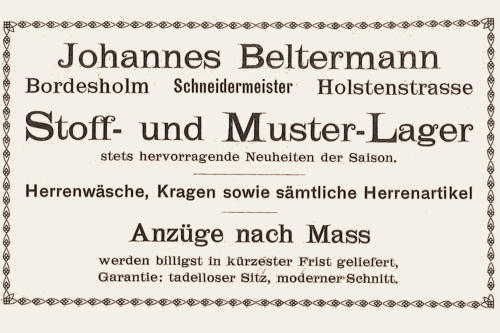 Johannes Beltermann
Bordesholm Schneidermeister Holstenstrasse
Stoff- und Muster-Lager
stets hervorragende Neuheiten der Saison.
Herrenwäsche, Kragen sowie sämtliche Herrenartikel
Anzüge nach Mass
werden billigst in kürzester Frist geliefert,
Garantie: tadelloser Sitz, moderner Schnitt.